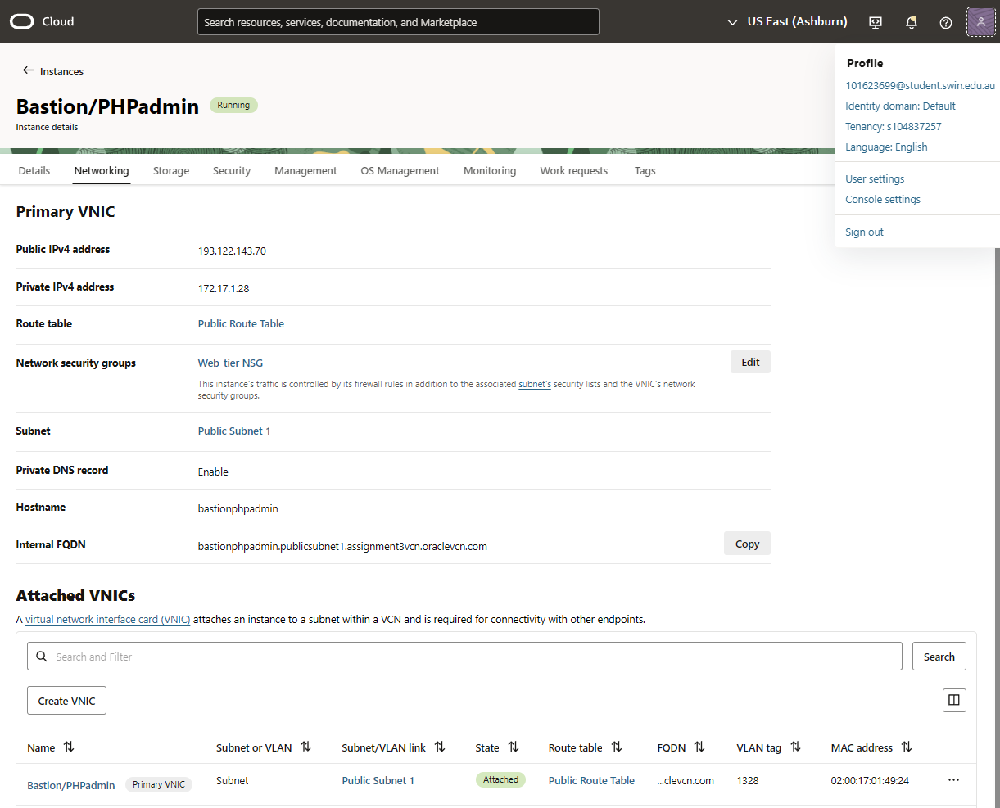 Cloud
Search resources, services, documentation, and Marketplace
US East (Ashburn)
Profile
101623699@student.swin.edu.au
Identity domain: Default
Tenancy: s104837257
Language: English
User settings
Console settings
Sign out
Instances
Bastion/PHPadmin Running
Instance details
Details Networking Storage Security Management OS Management Monitoring Work requests Tags
Primary VNIC
Public IPv4 address 193.122.143.70
Private IPv4 address 172.17.1.28
Route table Public Route Table
Network security groups Web-tier NSG Edit
This instance's traffic is controlled by its firewall rules in addition to the associated subnet's security lists and the VNIC's network
security groups.
Subnet Public Subnet 1
Private DNS record Enable
Hostname bastionphpadmin
Internal FQDN bastionphpadmin.publicsubnet1.assignment3vcn.oraclevcn.com Copy
Attached VNICs
A virtual network interface card (VNIC) attaches an instance to a subnet within a VCN and is required for connectivity with other endpoints.
Search and Filter Search
Create VNIC
Name Subnet or VLAN Subnet/VLAN link State Route table FQDN VLAN tag MAC address
Bastion/PHPadmin Primary VNIC Subnet Public Subnet 1 Attached Public Route Table ...clevcn.com 1328 02:00:17:01:49:24